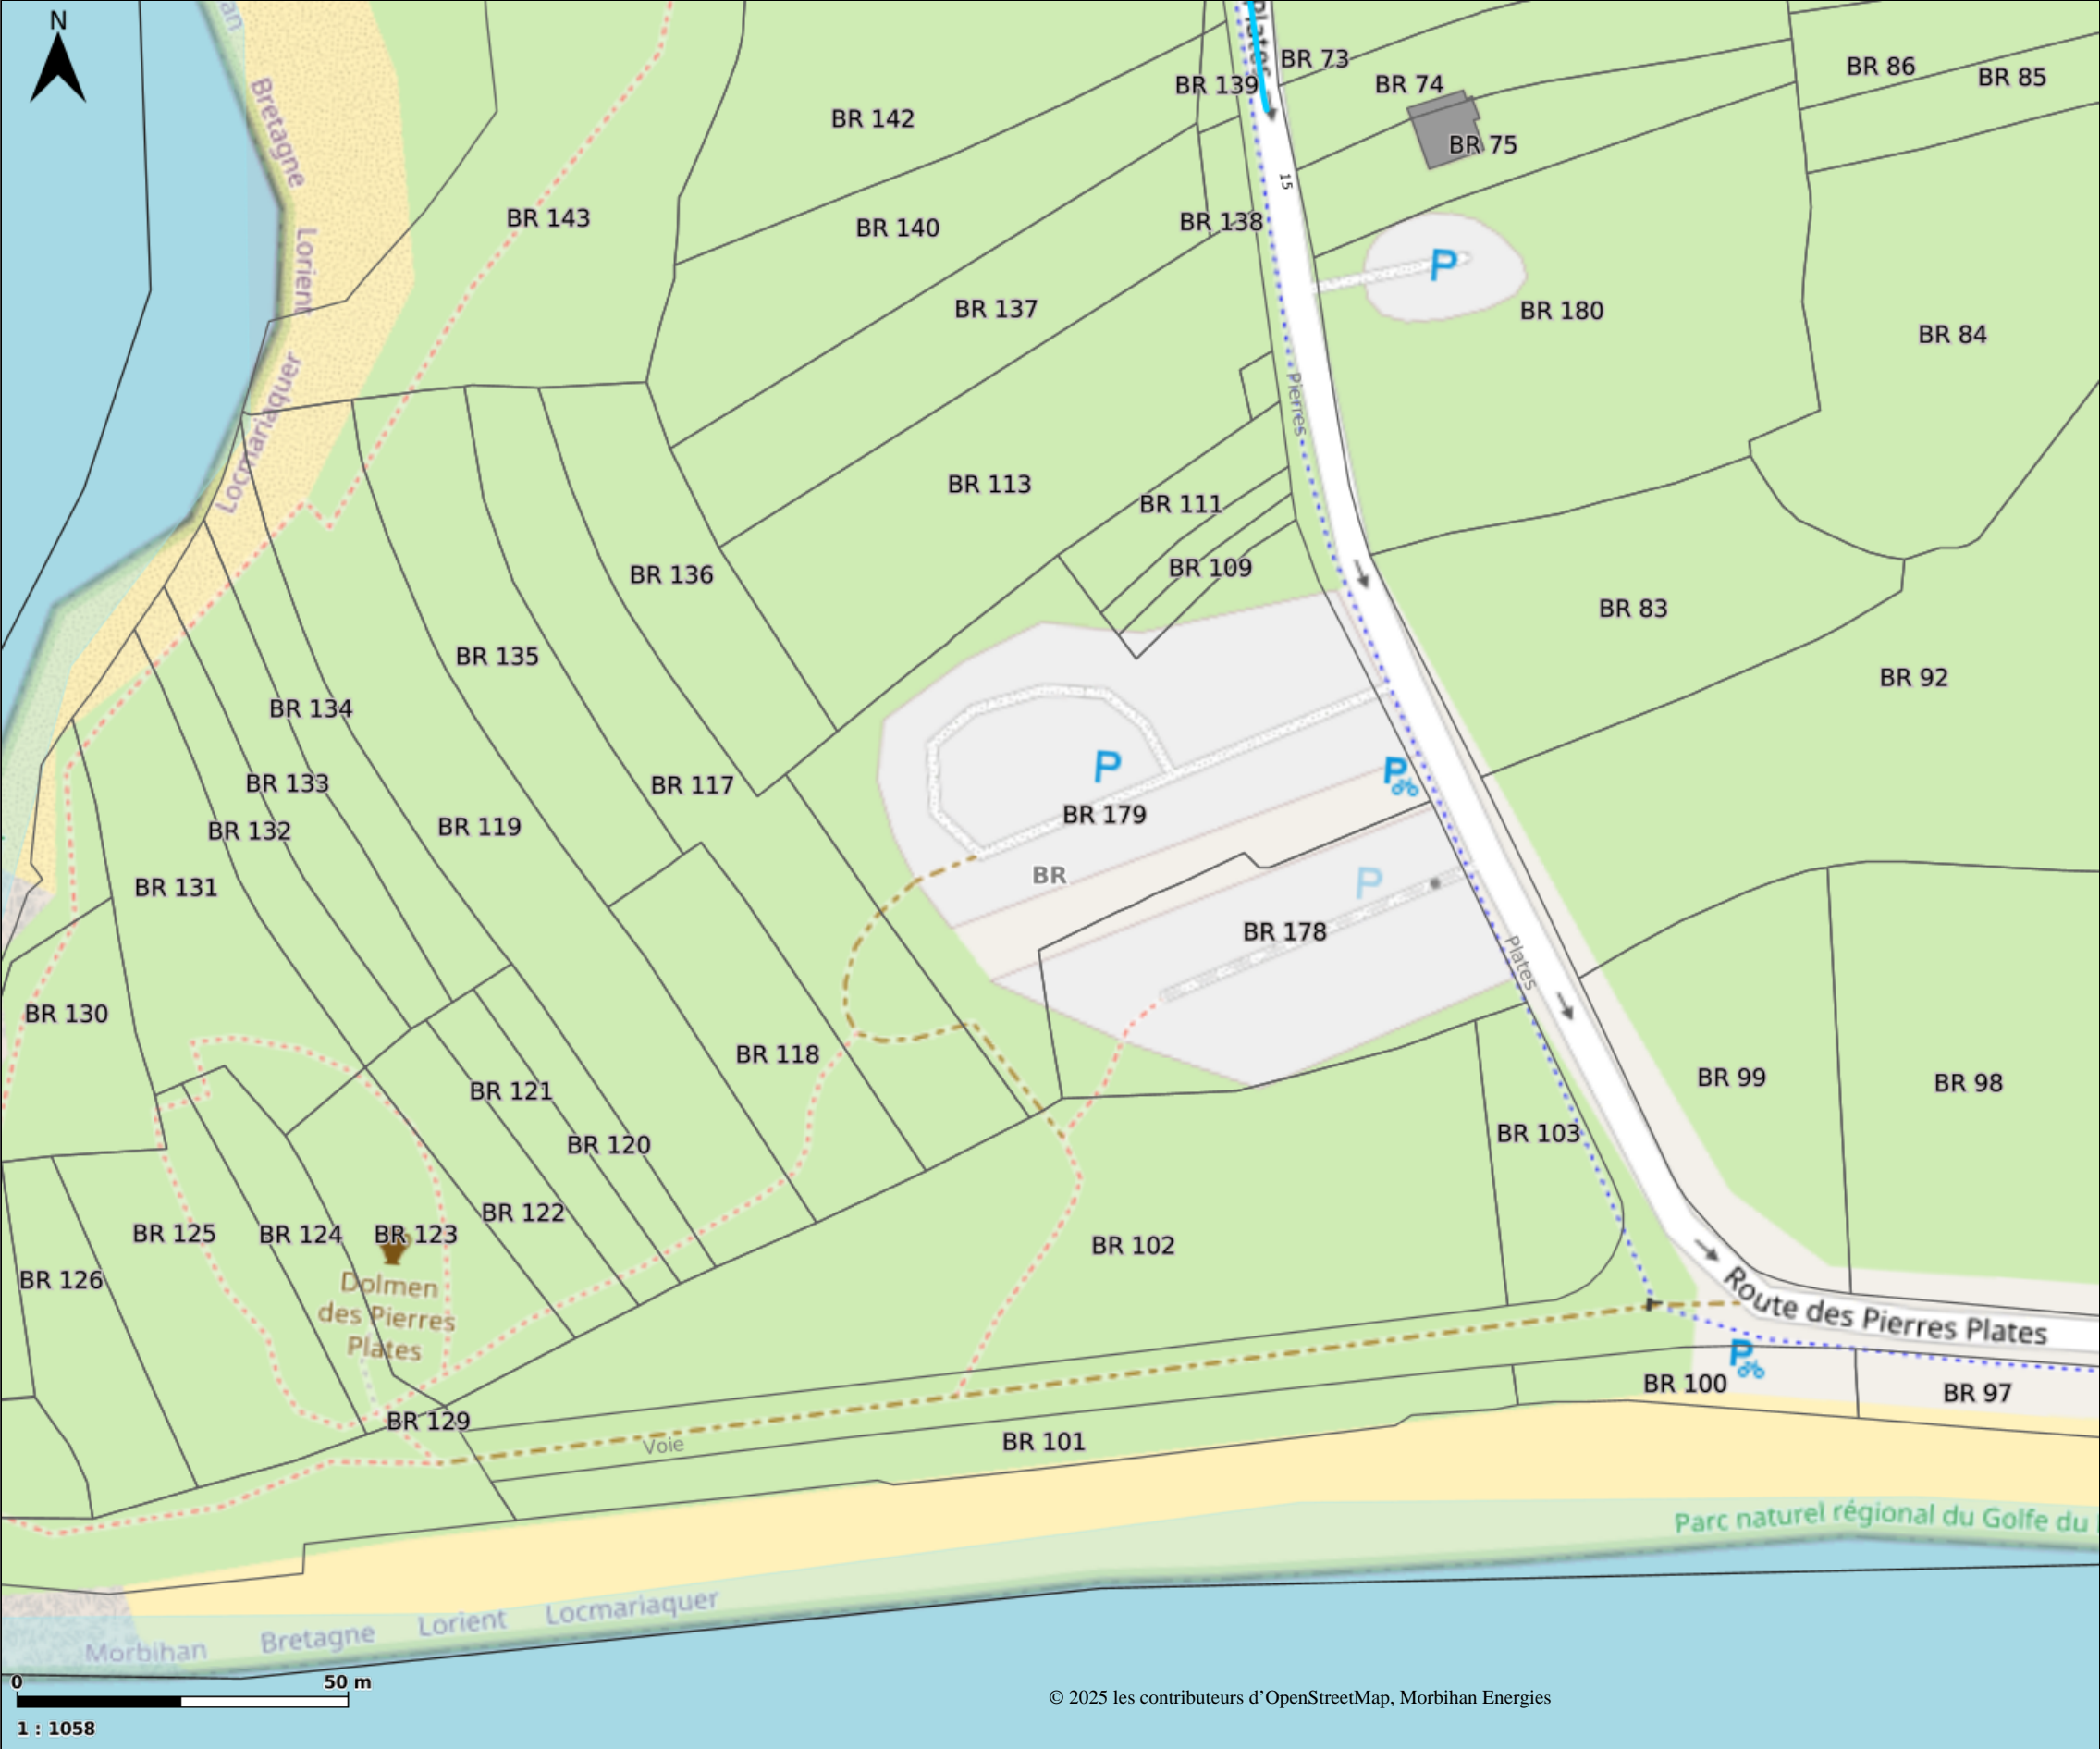 N
an
Plates
BR 73
BR 139
BR 74
BR 86
BR 85
Bretagne
BR 142
BR 75
15
BR 143
BR 140
BR 138
Lorient
P
BR 137
BR 180
BR 84
Pierres
Locmariaquer
BR 113
BR 111
BR 136
BR 109
BR 83
BR 135
BR 92
BR 134
P
P
BR 133
BR 117
BR 179
BR 132
BR 119
BR
P
BR 131
BR 178
Plates
BR 130
BR 118
BR 99
BR 98
BR 121
BR 103
BR 120
BR 122
BR 125
BR 124
BR 123
BR 102
BR 126
Dolmen
des Pierres
Plates
Route des Pierres Plates
P
BR 100
BR 97
BR 129
Voie
BR 101
Parc naturel régional du Golfe du
Morbihan Bretagne Lorient Locmariaquer
0 50 m
© 2025 les contributeurs d’OpenStreetMap, Morbihan Energies
1 : 1058